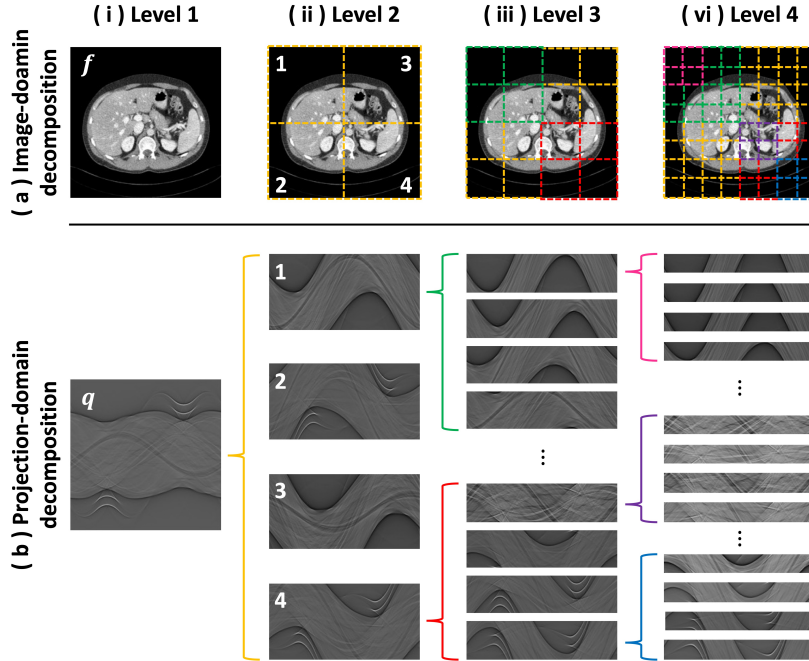 ( i ) Level 1
( ii ) Level 2
( iii ) Level 3
( vi ) Level 4
( a ) Image-doamin
decomposition
f
1
3
2
4
( b ) Projection-domain
decomposition
q
1
2
3
4
...
...
...